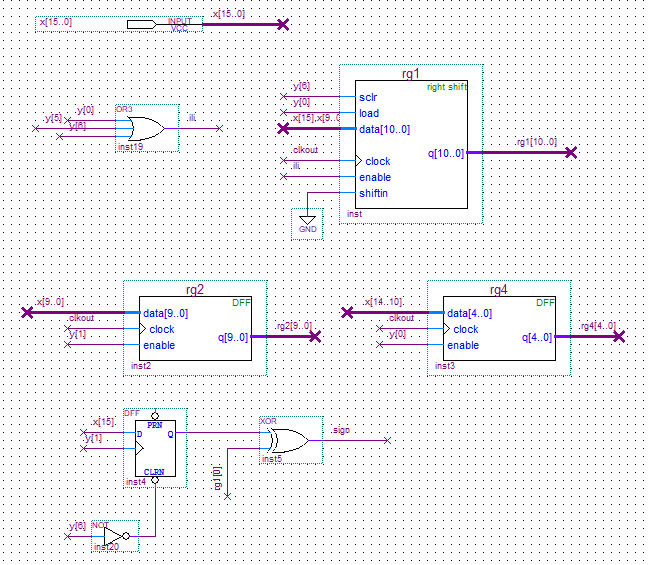 x[15..0]
INPUT
VCC
x[15..0]
OR3
y[0]
y[5]
y[6]
ili
inst19
rg1
right shift
y[6]
sclr
y[0]
load
x[15],x[9..0
data[10..0]
q[10..0]
rg1[10..0]
clkout
clock
ili
enable
shiftin
inst
GND
rg2
DFF
x[9..0]
data[9..0]
clkout
clock
y[1]
enable
q[9..0]
rg2[9..0]
inst2
rg4
DFF
x[14..10]
data[4..0]
clkout
clock
y[0]
enable
q[4..0]
rg4[4..0]
inst3
DFF
PRN
x[15]
D
Q
y[1]
CLRN
inst4
XOR
sign
inst5
rg1[0]
y[6]
NOT
inst20